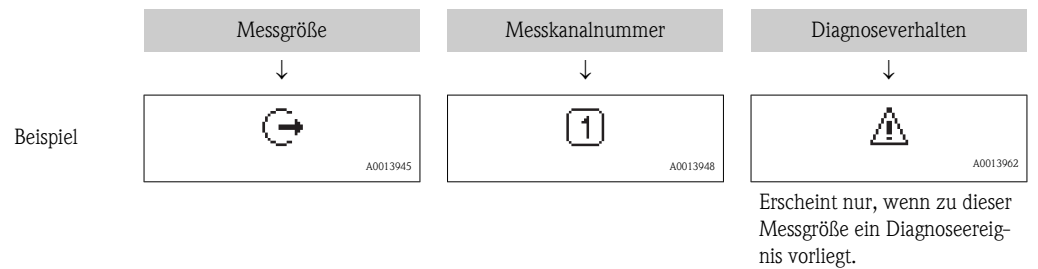 Messgröße Messkanalnummer Diagnoseverhalten
↓ ↓ ↓
Beispiel
1
A0013945 A0013948 A0013962
Erscheint nur, wenn zu dieser
Messgröße ein Diagnoseereig-
nis vorliegt.